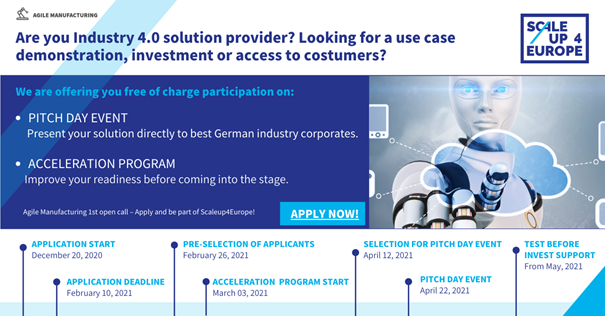 AGILE MANUFACTURING
Are you Industry 4.0 solution provider? Looking for a use case
demonstration, investment or access to costumers?
SCALE
UP 4
EUROPE
We are offering you free of charge participation on:
• PITCH DAY EVENT
Present your solution directly to best German industry corporates.
• ACCELERATION PROGRAM
Improve your readiness before coming into the stage.
Agile Manufacturing 1st open call – Apply and be part of Scaleup4Europe!
APPLY NOW!
APPLICATION START
December 20, 2020
APPLICATION DEADLINE
February 10, 2021
PRE-SELECTION OF APPLICANTS
February 26, 2021
ACCELERATION PROGRAM START
March 03, 2021
SELECTION FOR PITCH DAY EVENT
April 12, 2021
PITCH DAY EVENT
April 22, 2021
TEST BEFORE
INVEST SUPPORT
From May, 2021